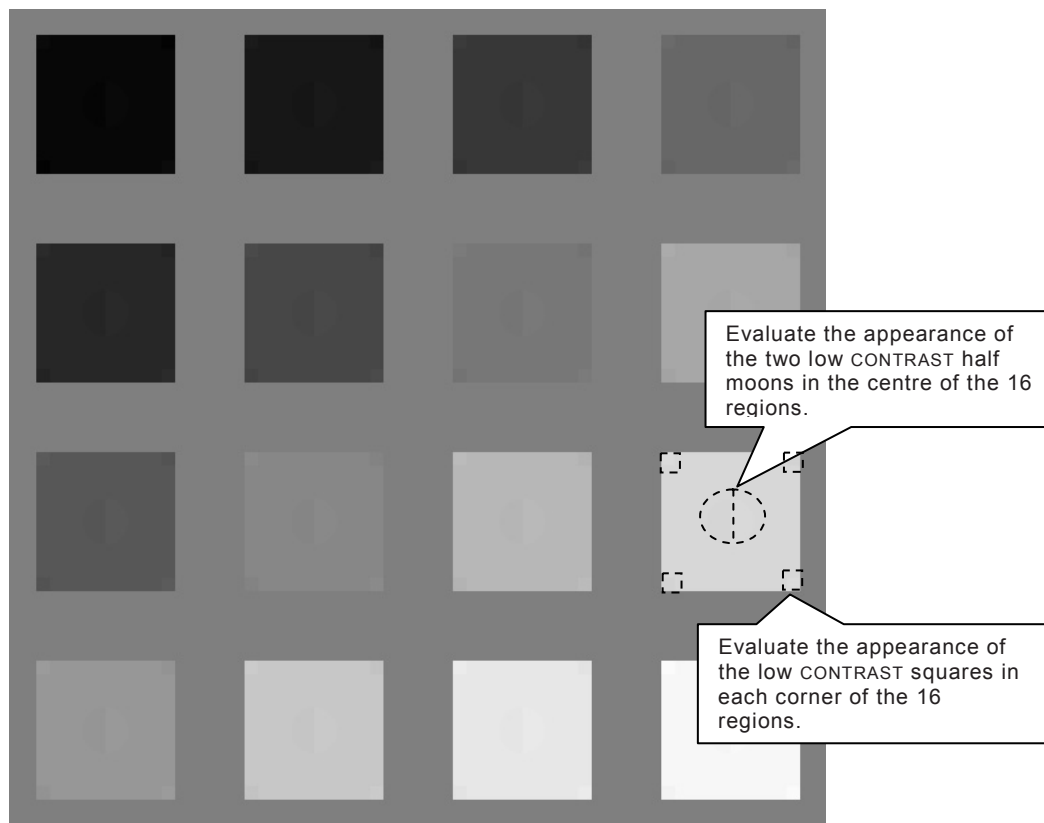 Evaluate the appearance of
the two low CONTRAST half
moons in the centre of the 16
regions.
Evaluate the appearance of
the low CONTRAST squares in
each corner of the 16
regions.